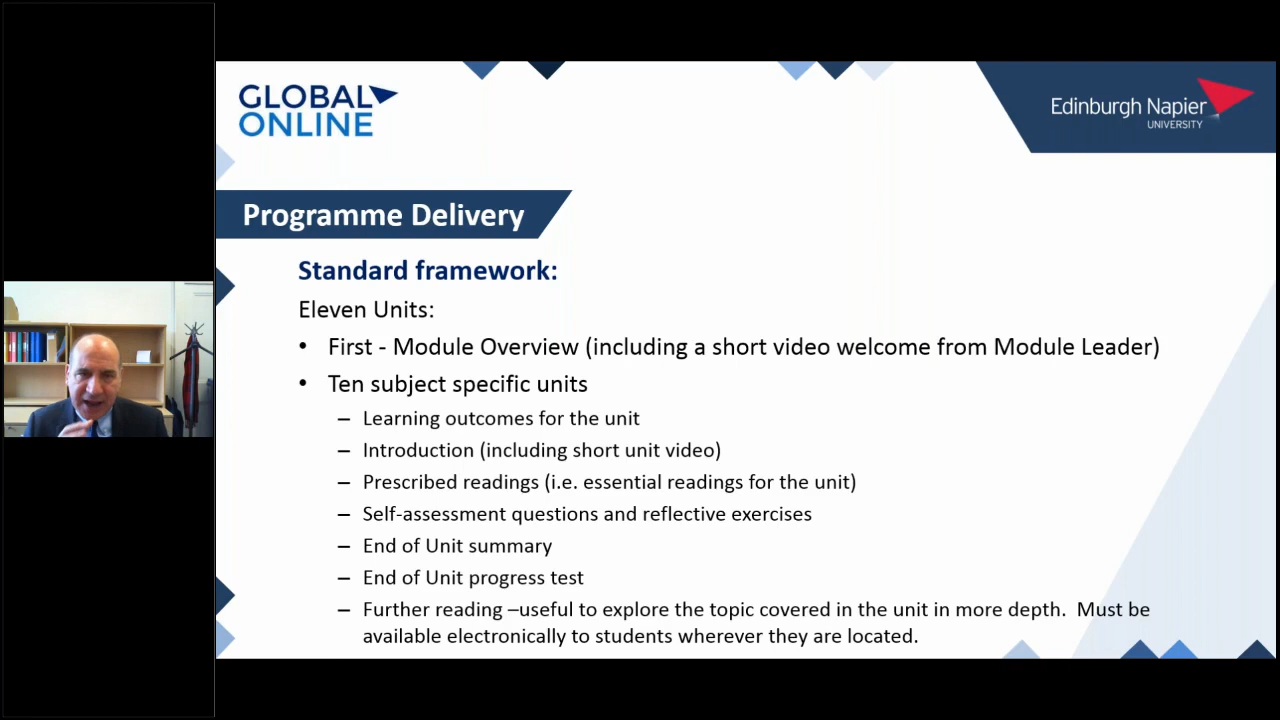 GLOBAL
ONLINE
Edinburgh Napier
UNIVERSITY
Programme Delivery
Standard framework:
Eleven Units:
• First - Module Overview (including a short video welcome from Module Leader)
• Ten subject specific units
– Learning outcomes for the unit
– Introduction (including short unit video)
– Prescribed readings (i.e. essential readings for the unit)
– Self-assessment questions and reflective exercises
– End of Unit summary
– End of Unit progress test
– Further reading –useful to explore the topic covered in the unit in more depth.  Must be
available electronically to students wherever they are located.